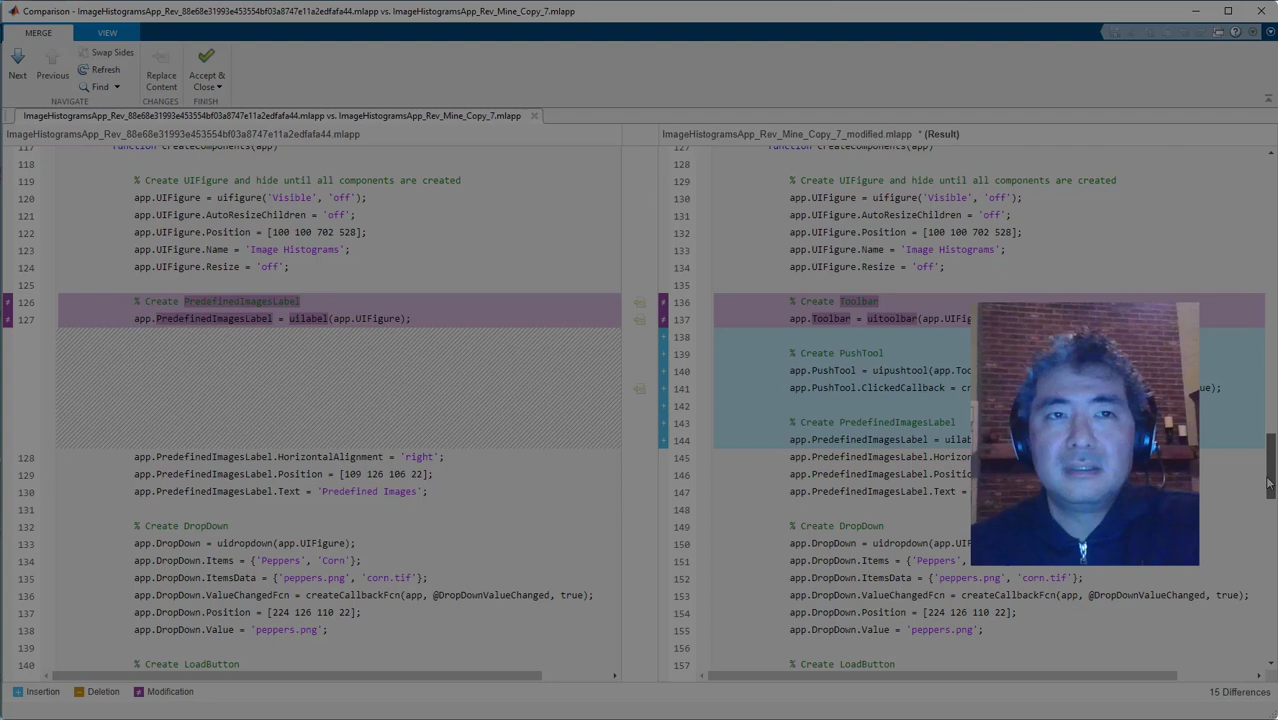 Comparison - ImageHistogramsApp_Rev_88e68e31993e453554bf03a8747e11a2edfafa44.mlapp vs. ImageHistogramsApp_Rev_Mine_Copy_7.mlapp
MERGE VIEW
Next Previous Swap Sides Refresh Find Replace Content Accept & Close
NAVIGATE CHANGES FINISH
ImageHistogramsApp_Rev_88e68e31993e453554bf03a8747e11a2edfafa44.mlapp vs. ImageHistogramsApp_Rev_Mine_Copy_7.mlapp
ImageHistogramsApp_Rev_88e68e31993e453554bf03a8747e11a2edfafa44.mlapp
117 function createComponents(app)
118
119 % Create UIFigure and hide until all components are created
120 app.UIFigure = uifigure('Visible', 'off');
121 app.UIFigure.AutoResizeChildren = 'off';
122 app.UIFigure.Position = [100 100 702 528];
123 app.UIFigure.Name = 'Image Histograms';
124 app.UIFigure.Resize = 'off';
125
126 % Create PredefinedImagesLabel
127 app.PredefinedImagesLabel = uilabel(app.UIFigure);
128 app.PredefinedImagesLabel.HorizontalAlignment = 'right';
129 app.PredefinedImagesLabel.Position = [109 126 106 22];
130 app.PredefinedImagesLabel.Text = 'Predefined Images';
131
132 % Create DropDown
133 app.DropDown = uidropdown(app.UIFigure);
134 app.DropDown.Items = {'Peppers', 'Corn'};
135 app.DropDown.ItemsData = {'peppers.png', 'corn.tif'};
136 app.DropDown.ValueChangedFcn = createCallbackFcn(app, @DropDownValueChanged, true);
137 app.DropDown.Position = [224 126 110 22];
138 app.DropDown.Value = 'peppers.png';
139
140 % Create LoadButton
ImageHistogramsApp_Rev_Mine_Copy_7_modified.mlapp * (Result)
127 function createComponents(app)
128
129 % Create UIFigure and hide until all components are created
130 app.UIFigure = uifigure('Visible', 'off');
131 app.UIFigure.AutoResizeChildren = 'off';
132 app.UIFigure.Position = [100 100 702 528];
133 app.UIFigure.Name = 'Image Histograms';
134 app.UIFigure.Resize = 'off';
135
136 % Create Toolbar
137 app.Toolbar = uitoolbar(app.UIFig
138
139 % Create PushTool
140 app.PushTool = uipushtool(app.Too
141 app.PushTool.ClickedCallback = cr e);
142
143 % Create PredefinedImagesLabel
144 app.PredefinedImagesLabel = uilab
145 app.PredefinedImagesLabel.Horizon
146 app.PredefinedImagesLabel.Positio
147 app.PredefinedImagesLabel.Text =
148
149 % Create DropDown
150 app.DropDown = uidropdown(app.UIF
151 app.DropDown.Items = {'Peppers',
152 app.DropDown.ItemsData = {'peppers.png', 'corn.tif'};
153 app.DropDown.ValueChangedFcn = createCallbackFcn(app, @DropDownValueChanged, true);
154 app.DropDown.Position = [224 126 110 22];
155 app.DropDown.Value = 'peppers.png';
156
157 % Create LoadButton
Insertion Deletion Modification 15 Differences